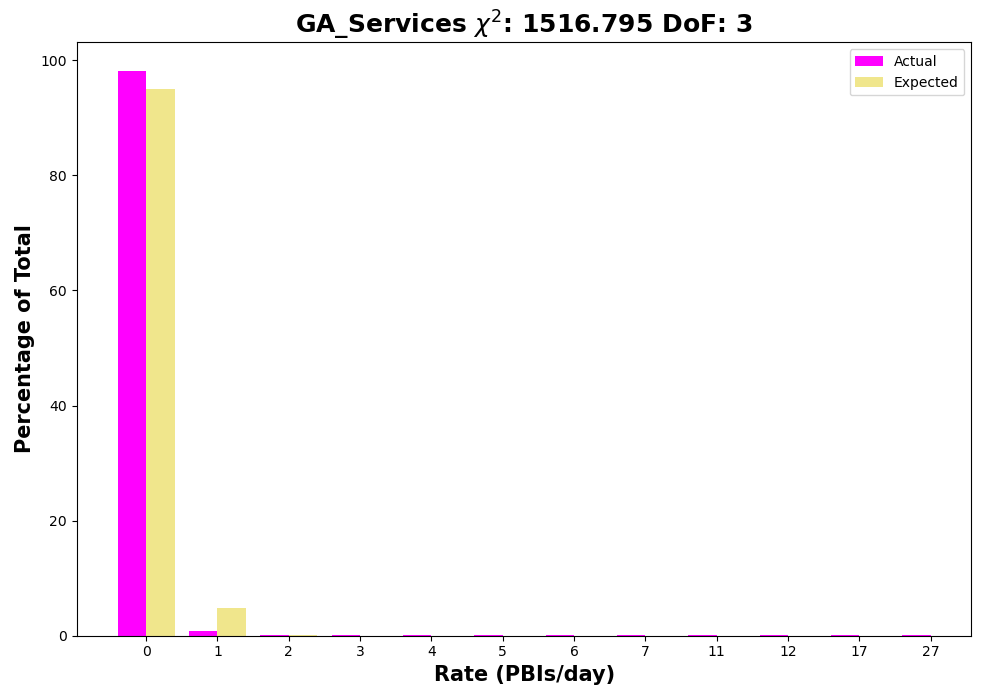 GA_Services χ²: 1516.795 DoF: 3
Actual
Expected
Percentage of Total
100
80
60
40
20
0
0 1 2 3 4 5 6 7 11 12 17 27
Rate (PBIs/day)